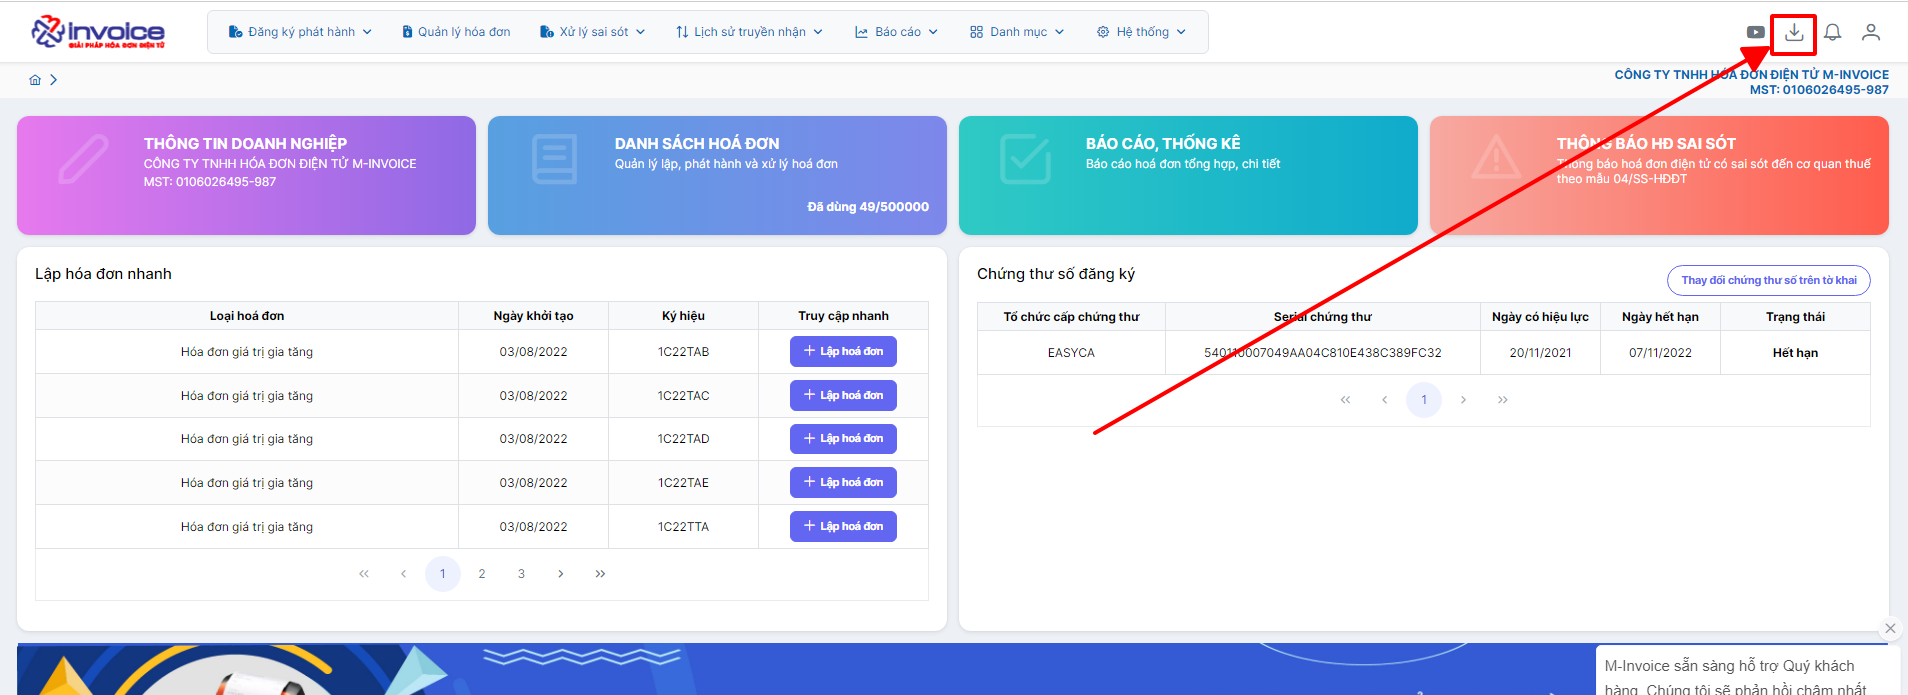 invoice
GIẢI PHÁP HÓA ĐƠN ĐIỆN TỬ
Đăng ký phát hành
Quản lý hóa đơn
Xử lý sai sót
Lịch sử truyền nhận
Báo cáo
Danh mục
Hệ thống
CÔNG TY TNHH HÓA ĐƠN ĐIỆN TỬ M-INVOICE
MST: 0106026495-987
THÔNG TIN DOANH NGHIỆP
CÔNG TY TNHH HÓA ĐƠN ĐIỆN TỬ M-INVOICE
MST: 0106026495-987
DANH SÁCH HOÁ ĐƠN
Quản lý lập, phát hành và xử lý hoá đơn
Đã dùng 49/500000
BÁO CÁO, THỐNG KÊ
Báo cáo hoá đơn tổng hợp, chi tiết
THÔNG BÁO HĐ SAI SÓT
Thông báo hoá đơn điện tử có sai sót đến cơ quan thuế
theo mẫu 04/SS-HĐĐT
Lập hóa đơn nhanh
Loại hoá đơn Ngày khởi tạo Ký hiệu Truy cập nhanh
Hóa đơn giá trị gia tăng 03/08/2022 1C22TAB + Lập hoá đơn
Hóa đơn giá trị gia tăng 03/08/2022 1C22TAC + Lập hoá đơn
Hóa đơn giá trị gia tăng 03/08/2022 1C22TAD + Lập hoá đơn
Hóa đơn giá trị gia tăng 03/08/2022 1C22TAE + Lập hoá đơn
Hóa đơn giá trị gia tăng 03/08/2022 1C22TTA + Lập hoá đơn
« ‹ 1 2 3 › »
Chứng thư số đăng ký
Thay đổi chứng thư số trên tờ khai
Tổ chức cấp chứng thư Serial chứng thư Ngày có hiệu lực Ngày hết hạn Trạng thái
EASYCA 540110007049AA04C810E438C389FC32 20/11/2021 07/11/2022 Hết hạn
« ‹ 1 › »
M-Invoice sẵn sàng hỗ trợ Quý khách
hàng. Chúng tôi sẽ phản hồi chậm nhất